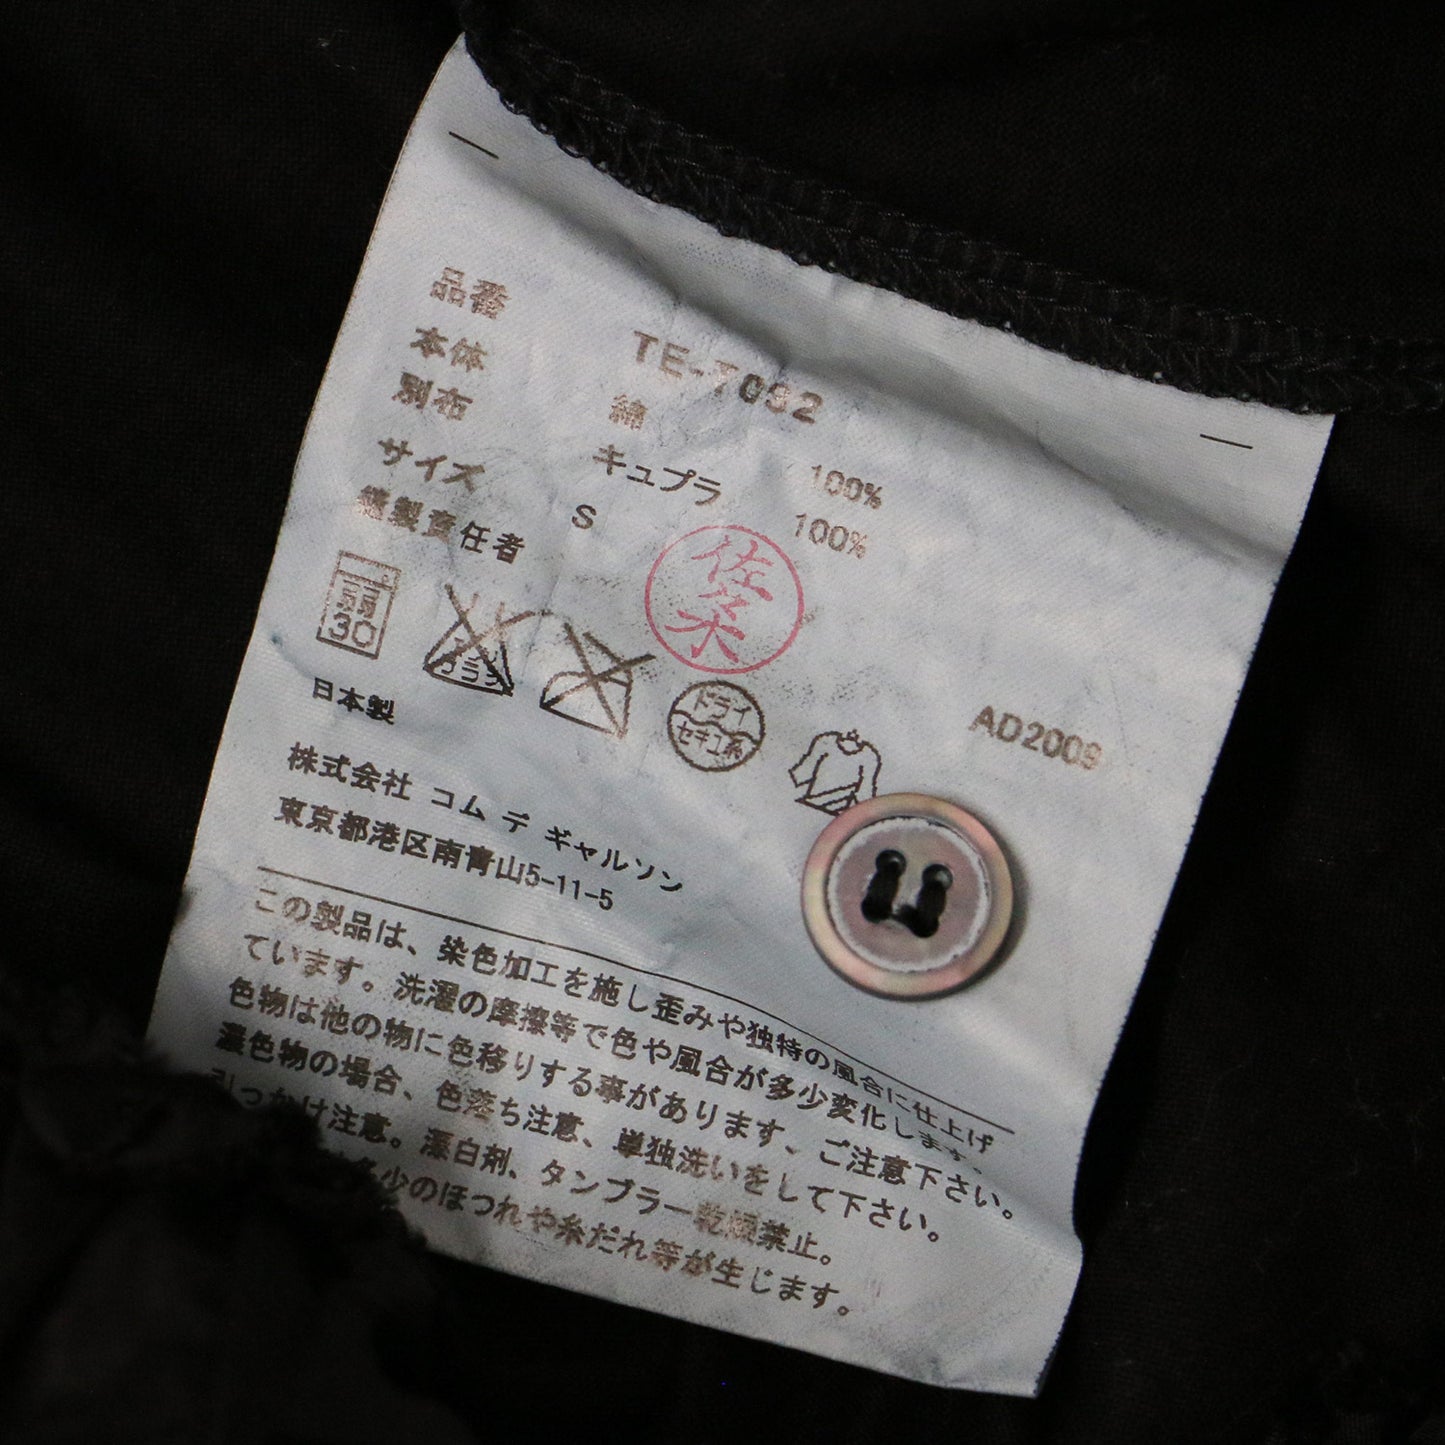 品番 TE-7092
本体 綿 100%
別布 キュプラ 100%
サイズ S
縫製責任者 佐々木
弱 30
ドライ
セキユ系
日本製
AD2009
株式会社 コム デ ギャルソン
東京都港区南青山5-11-5
この製品は、染色加工を施し歪みや独特の風合に仕上げ
ています。洗濯の摩擦等で色や風合が多少変化します。
色物は他の物に色移りする事があります、ご注意下さい。
濃色物の場合、色落ち注意、単独洗いをして下さい。
引っかけ注意。漂白剤、タンブラー乾燥禁止。
多少のほつれや糸だれ等が生じます。